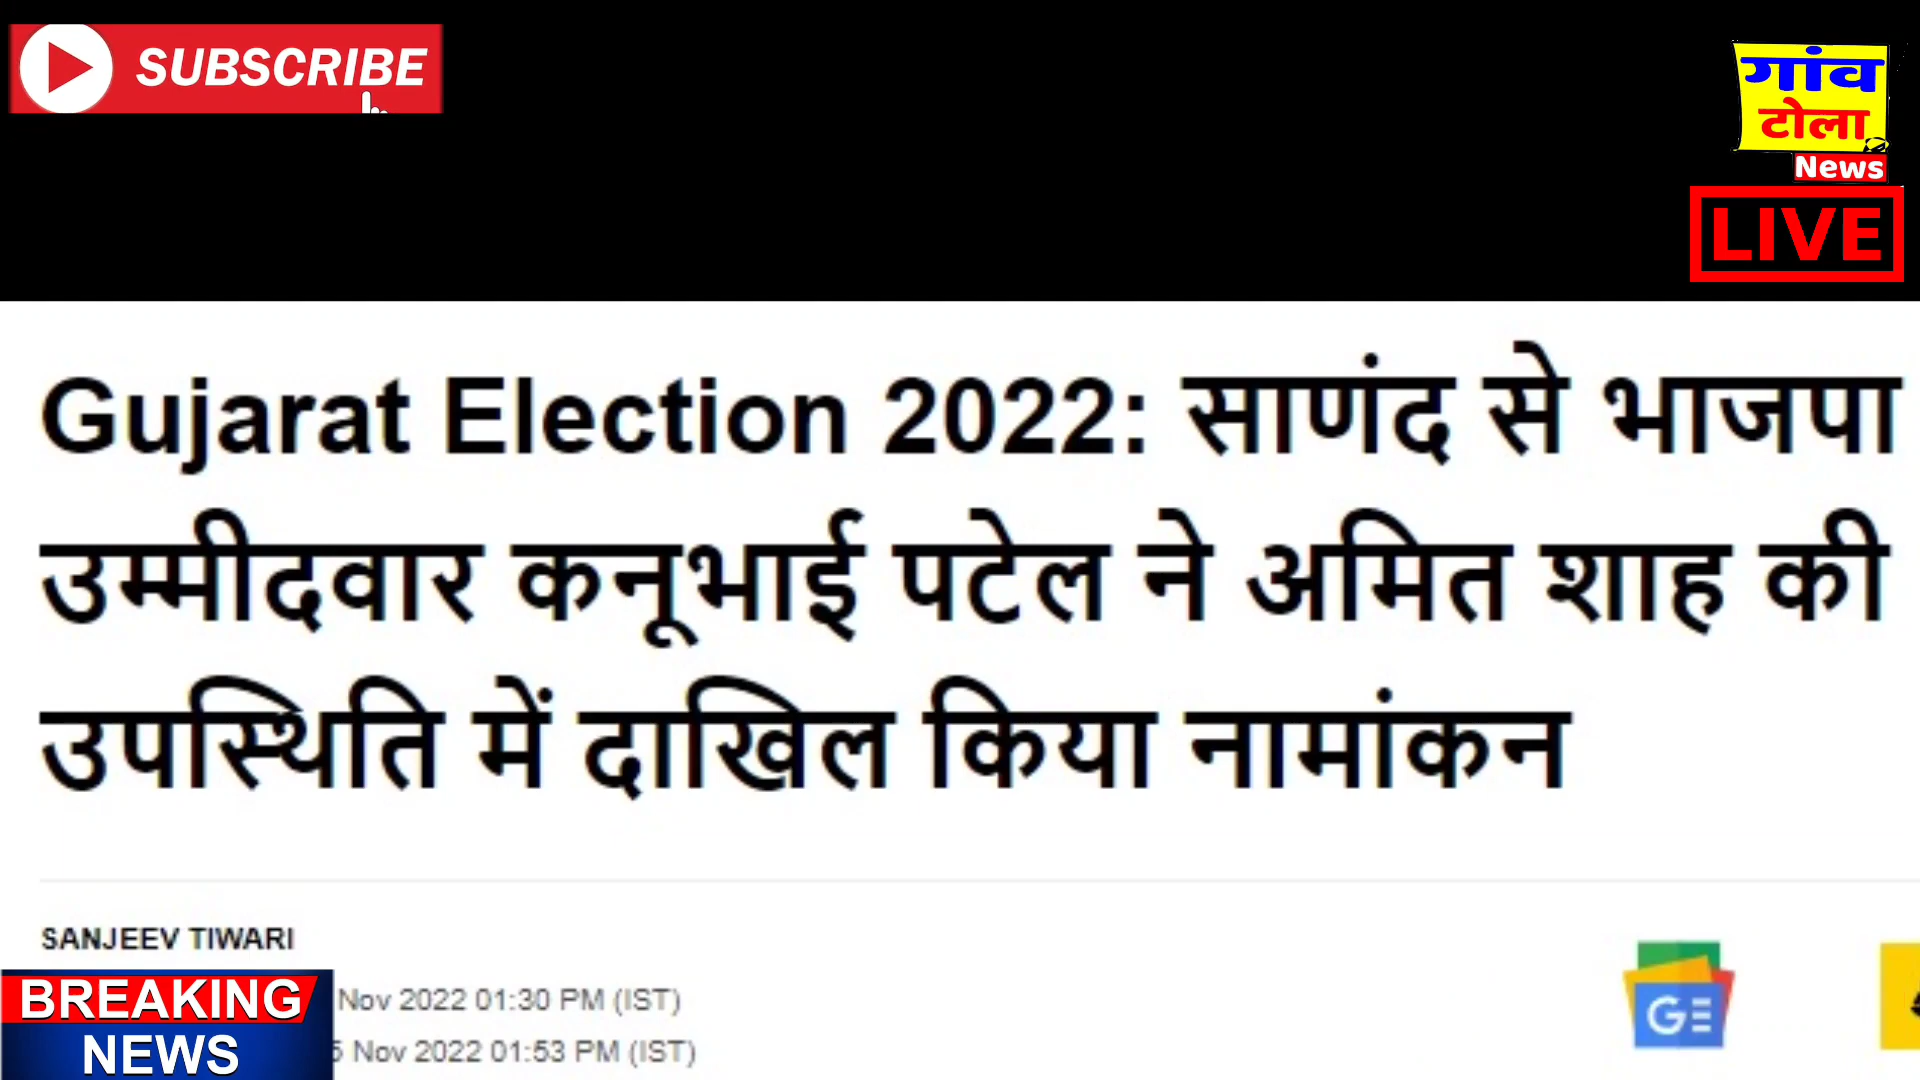 SUBSCRIBE
गांव
टोला
News
LIVE
Gujarat Election 2022: साणंद से भाजपा
उम्मीदवार कनूभाई पटेल ने अमित शाह की
उपस्थिति में दाखिल किया नामांकन
SANJEEV TIWARI
BREAKING
NEWS
Nov 2022 01:30 PM (IST)
5 Nov 2022 01:53 PM (IST)
G